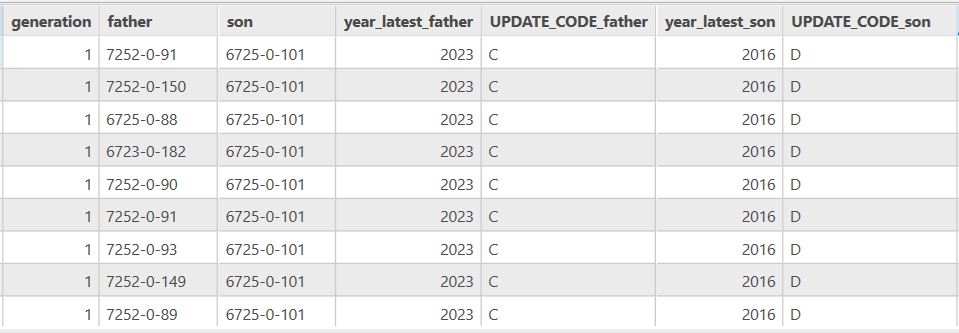 generation father son year_latest_father UPDATE_CODE_father year_latest_son UPDATE_CODE_son
1 7252-0-91 6725-0-101 2023 C 2016 D
1 7252-0-150 6725-0-101 2023 C 2016 D
1 6725-0-88 6725-0-101 2023 C 2016 D
1 6723-0-182 6725-0-101 2023 C 2016 D
1 7252-0-90 6725-0-101 2023 C 2016 D
1 7252-0-91 6725-0-101 2023 C 2016 D
1 7252-0-93 6725-0-101 2023 C 2016 D
1 7252-0-149 6725-0-101 2023 C 2016 D
1 7252-0-89 6725-0-101 2023 C 2016 D